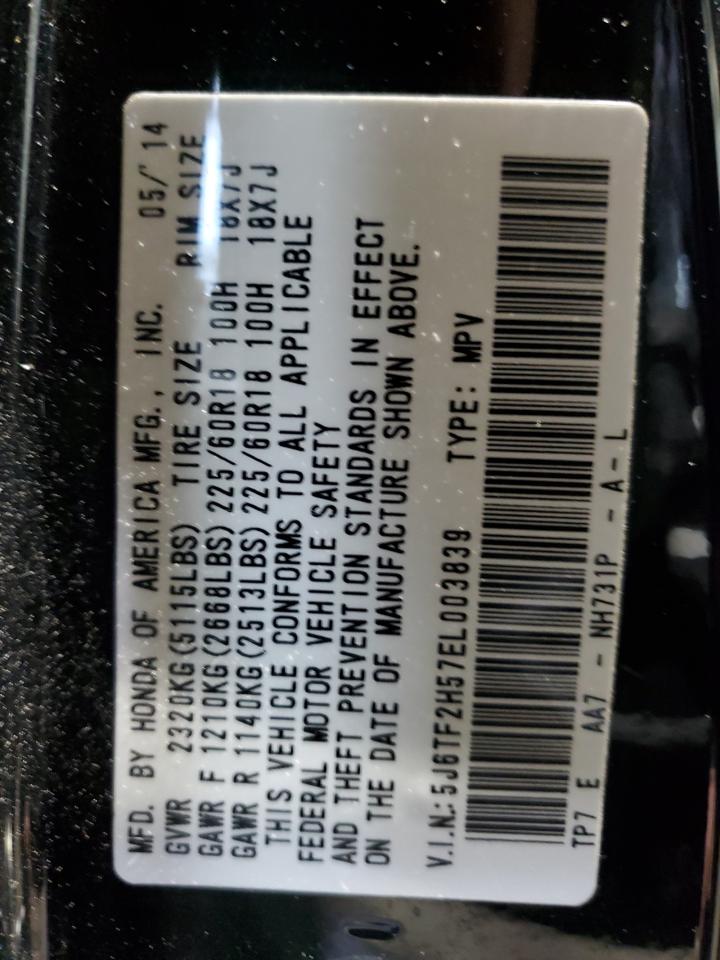 MFD. BY HONDA OF AMERICA MFG., INC. 05/'14
GVWR 2320KG(5115LBS) TIRE SIZE RIM SIZE
GAWR F 1210KG(2668LBS) 225/60R18 100H 18X7J
GAWR R 1140KG(2513LBS) 225/60R18 100H 18X7J
THIS VEHICLE CONFORMS TO ALL APPLICABLE
FEDERAL MOTOR VEHICLE SAFETY
AND THEFT PREVENTION STANDARDS IN EFFECT
ON THE DATE OF MANUFACTURE SHOWN ABOVE.
V.I.N.:5J6TF2H57EL003839 TYPE: MPV
TP7 E AA7 - NH731P - A - L